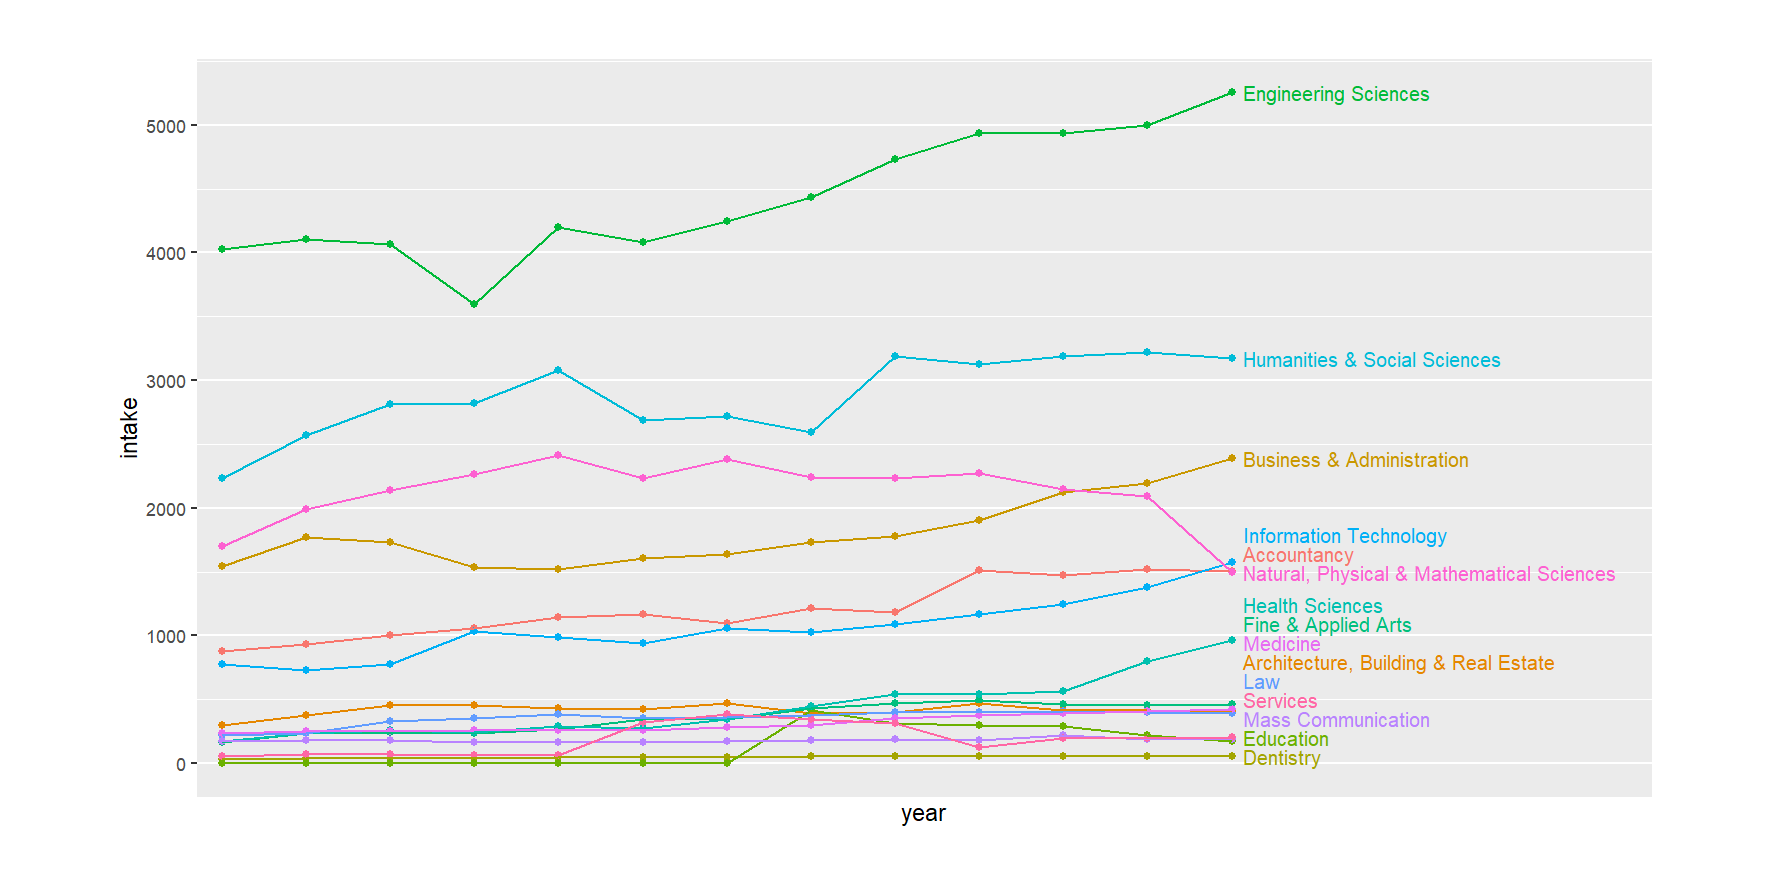 Engineering Sciences
5000
4000
Humanities & Social Sciences
3000
intake
Business & Administration
2000
Information Technology
Accountancy
Natural, Physical & Mathematical Sciences
Health Sciences
Fine & Applied Arts
1000
Medicine
Architecture, Building & Real Estate
Law
Services
Mass Communication
Education
Dentistry
0
year